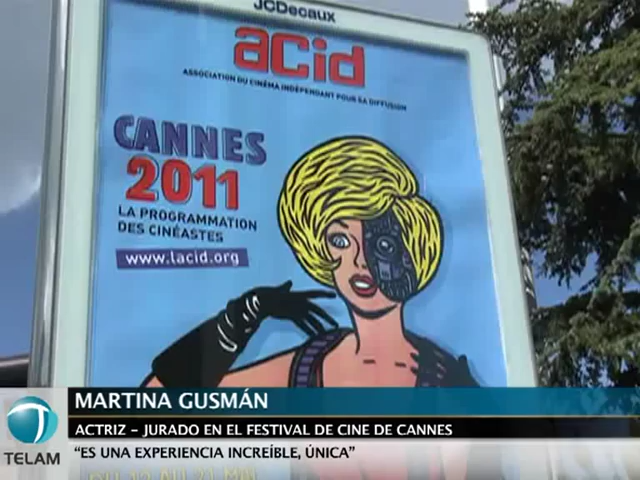 JCDecaux
acid
ASSOCIATION DU CINÉMA INDÉPENDANT POUR SA DIFFUSION
CANNES
2011
LA PROGRAMMATION
DES CINÉASTES
www.lacid.org
MARTINA GUSMÁN
ACTRIZ – JURADO EN EL FESTIVAL DE CINE DE CANNES
“ES UNA EXPERIENCIA INCREÍBLE, ÚNICA”
TELAM